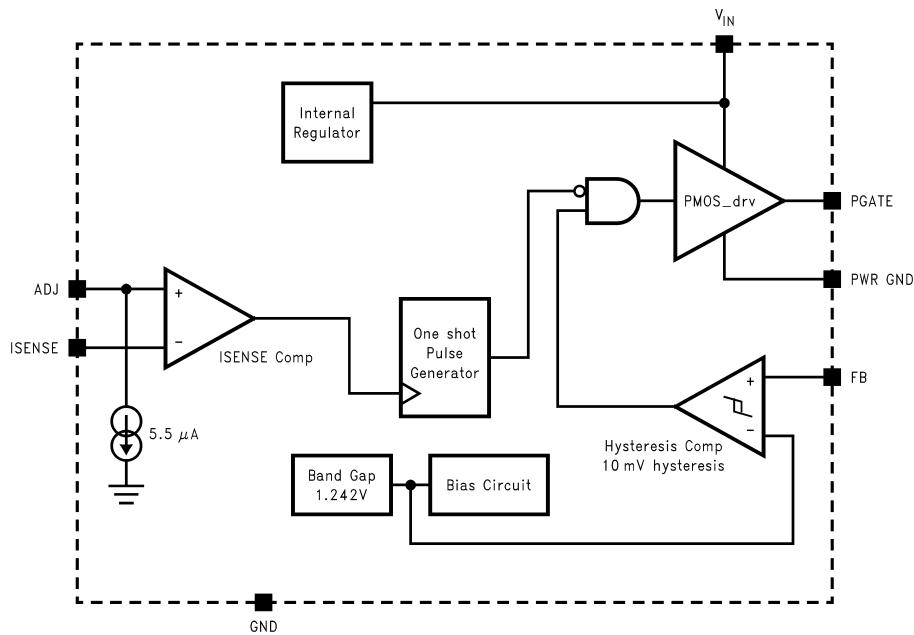 VIN
Internal
Regulator
PMOS_drv
PGATE
PWR GND
ADJ
+
ISENSE
−
ISENSE Comp
One shot
Pulse
Generator
FB
+
−
5.5 μA
Hysteresis Comp
10 mV hysteresis
Band Gap
1.242V
Bias Circuit
GND